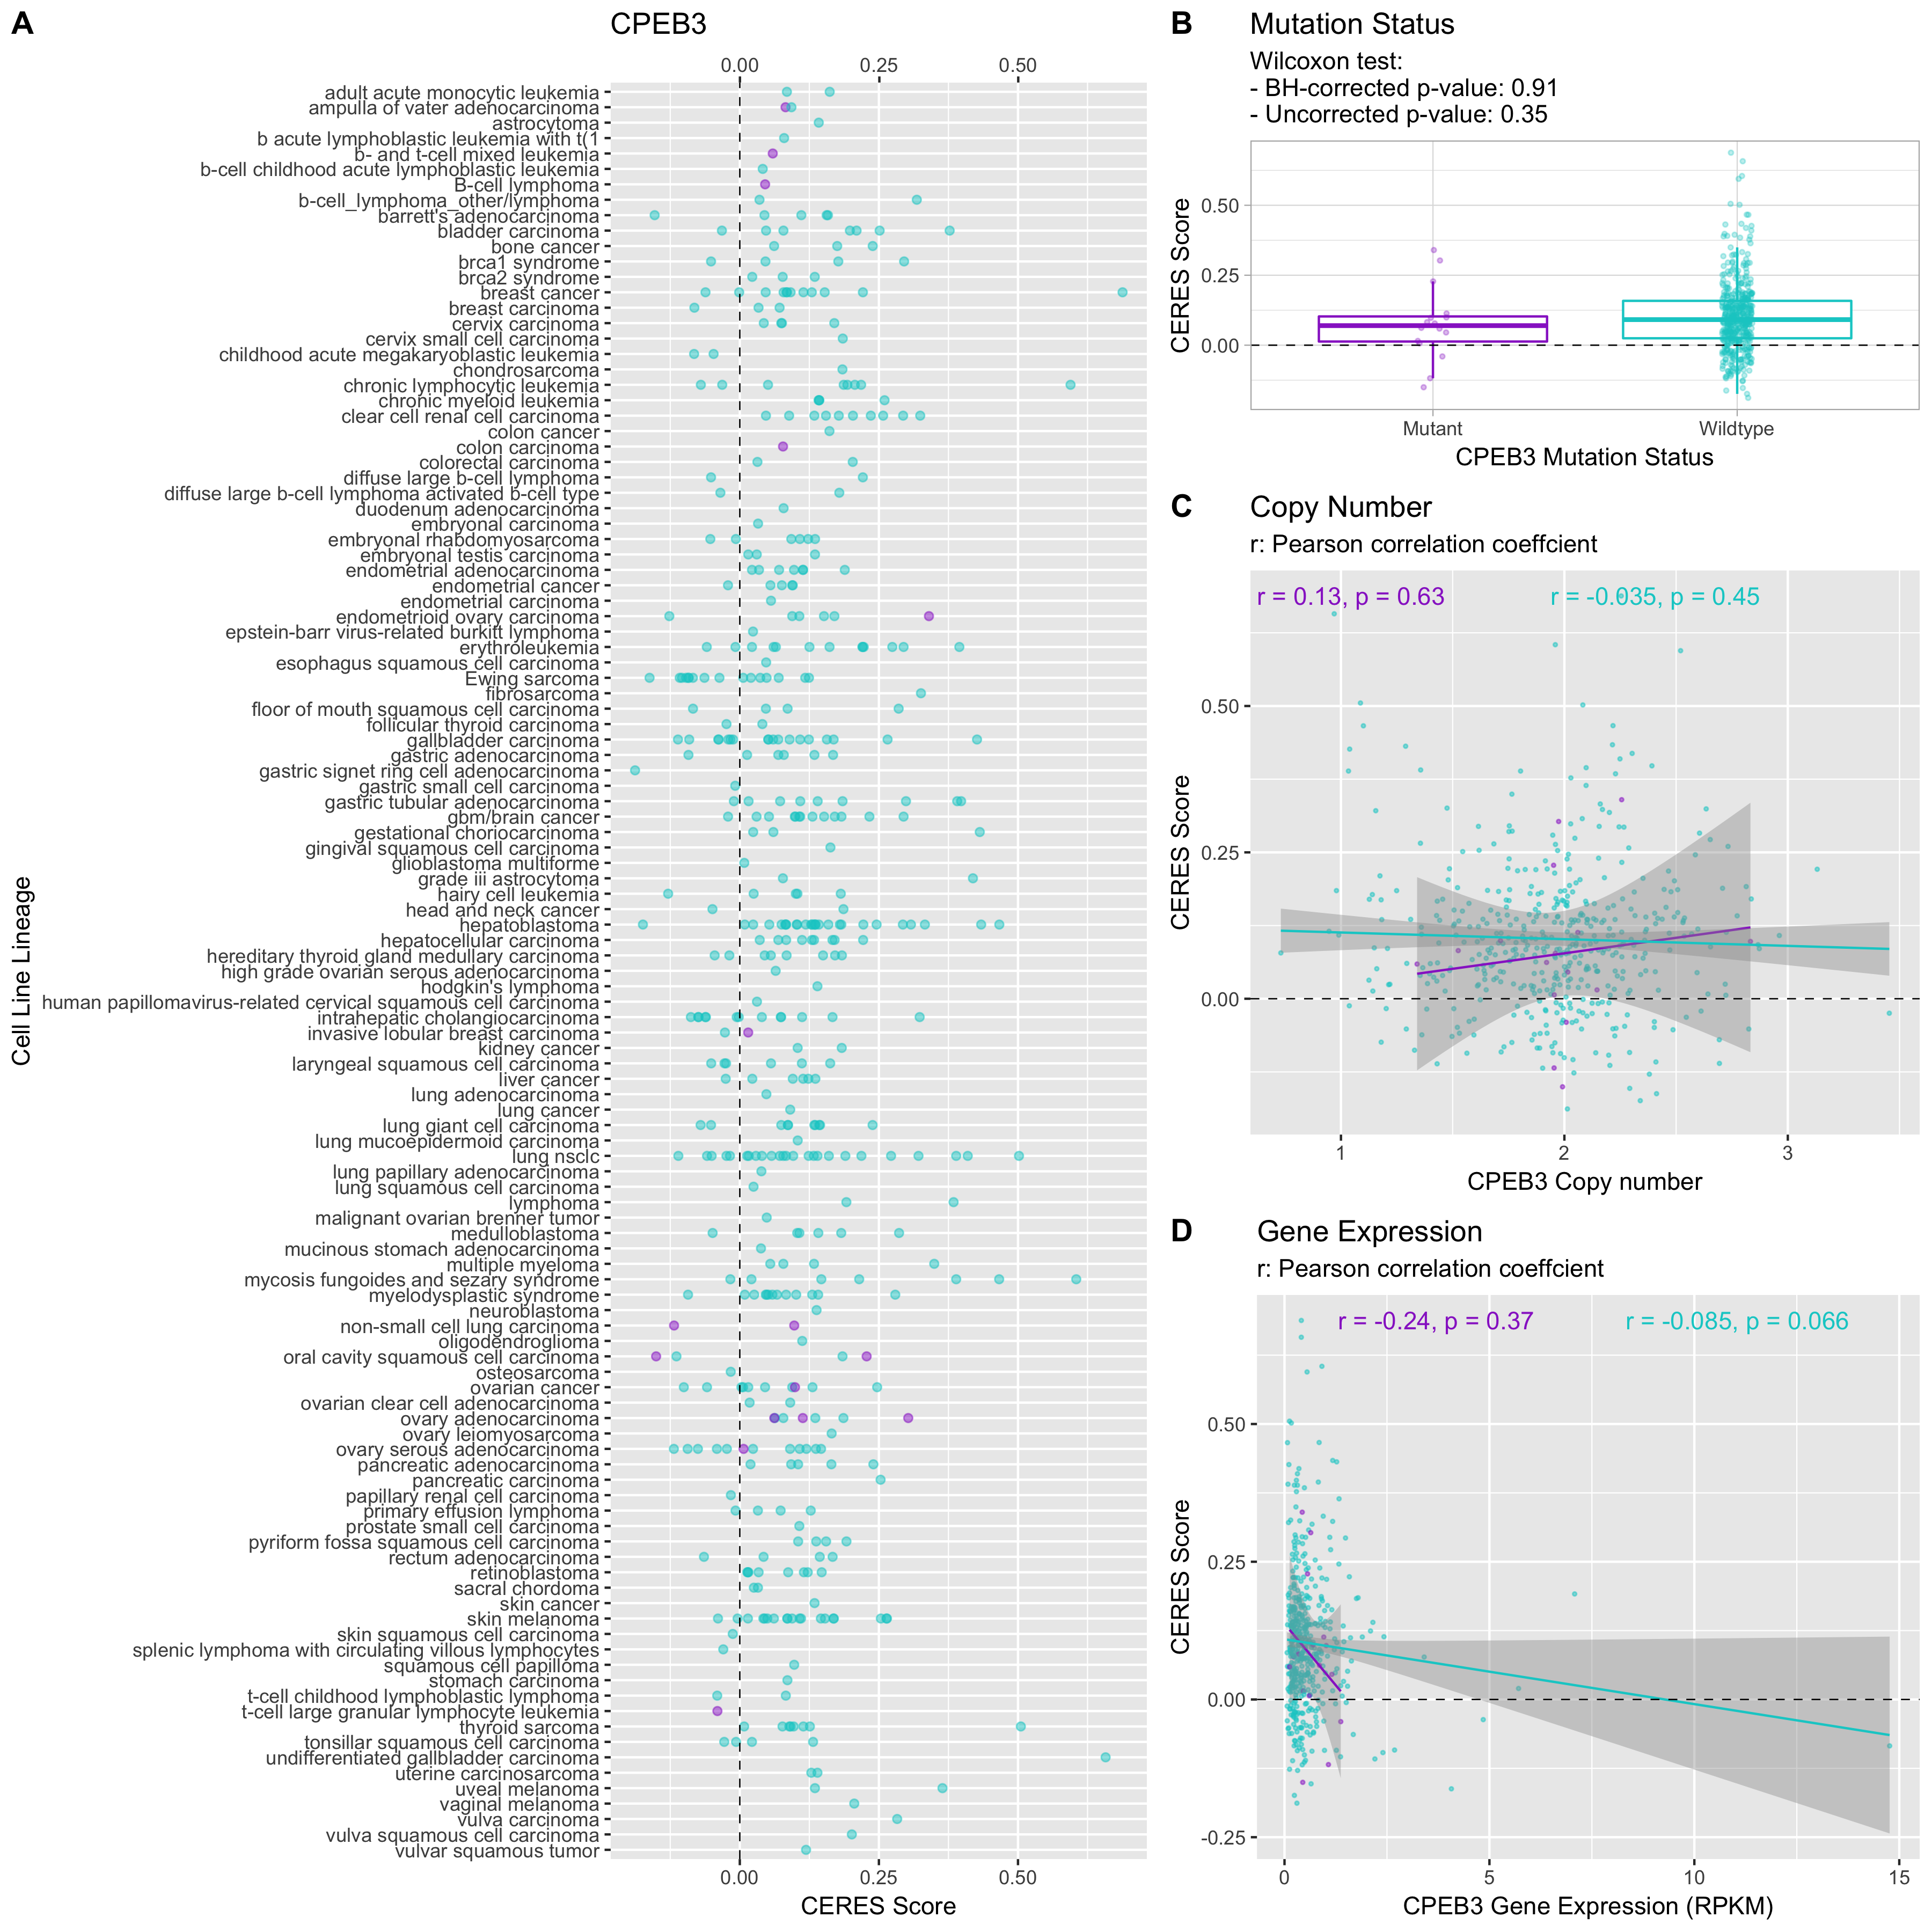 A
CPEB3
0.00 0.25 0.50
adult acute monocytic leukemia
ampulla of vater adenocarcinoma
astrocytoma
b acute lymphoblastic leukemia with t(1
b- and t-cell mixed leukemia
b-cell childhood acute lymphoblastic leukemia
B-cell lymphoma
b-cell_lymphoma_other/lymphoma
barrett's adenocarcinoma
bladder carcinoma
bone cancer
brca1 syndrome
brca2 syndrome
breast cancer
breast carcinoma
cervix carcinoma
cervix small cell carcinoma
childhood acute megakaryoblastic leukemia
chondrosarcoma
chronic lymphocytic leukemia
chronic myeloid leukemia
clear cell renal cell carcinoma
colon cancer
colon carcinoma
colorectal carcinoma
diffuse large b-cell lymphoma
diffuse large b-cell lymphoma activated b-cell type
duodenum adenocarcinoma
embryonal carcinoma
embryonal rhabdomyosarcoma
embryonal testis carcinoma
endometrial adenocarcinoma
endometrial cancer
endometrial carcinoma
endometrioid ovary carcinoma
epstein-barr virus-related burkitt lymphoma
erythroleukemia
esophagus squamous cell carcinoma
Ewing sarcoma
fibrosarcoma
floor of mouth squamous cell carcinoma
follicular thyroid carcinoma
gallbladder carcinoma
gastric adenocarcinoma
gastric signet ring cell adenocarcinoma
gastric small cell carcinoma
gastric tubular adenocarcinoma
gbm/brain cancer
gestational choriocarcinoma
gingival squamous cell carcinoma
glioblastoma multiforme
grade iii astrocytoma
hairy cell leukemia
head and neck cancer
hepatoblastoma
hepatocellular carcinoma
hereditary thyroid gland medullary carcinoma
high grade ovarian serous adenocarcinoma
hodgkin's lymphoma
human papillomavirus-related cervical squamous cell carcinoma
intrahepatic cholangiocarcinoma
invasive lobular breast carcinoma
kidney cancer
laryngeal squamous cell carcinoma
liver cancer
lung adenocarcinoma
lung cancer
lung giant cell carcinoma
lung mucoepidermoid carcinoma
lung nsclc
lung papillary adenocarcinoma
lung squamous cell carcinoma
lymphoma
malignant ovarian brenner tumor
medulloblastoma
mucinous stomach adenocarcinoma
multiple myeloma
mycosis fungoides and sezary syndrome
myelodysplastic syndrome
neuroblastoma
non-small cell lung carcinoma
oligodendroglioma
oral cavity squamous cell carcinoma
osteosarcoma
ovarian cancer
ovarian clear cell adenocarcinoma
ovary adenocarcinoma
ovary leiomyosarcoma
ovary serous adenocarcinoma
pancreatic adenocarcinoma
pancreatic carcinoma
papillary renal cell carcinoma
primary effusion lymphoma
prostate small cell carcinoma
pyriform fossa squamous cell carcinoma
rectum adenocarcinoma
retinoblastoma
sacral chordoma
skin cancer
skin melanoma
skin squamous cell carcinoma
splenic lymphoma with circulating villous lymphocytes
squamous cell papilloma
stomach carcinoma
t-cell childhood lymphoblastic lymphoma
t-cell large granular lymphocyte leukemia
thyroid sarcoma
tonsillar squamous cell carcinoma
undifferentiated gallbladder carcinoma
uterine carcinosarcoma
uveal melanoma
vaginal melanoma
vulva carcinoma
vulva squamous cell carcinoma
vulvar squamous tumor
0.00 0.25 0.50
CERES Score
Cell Line Lineage
B
Mutation Status
Wilcoxon test:
- BH-corrected p-value: 0.91
- Uncorrected p-value: 0.35
CERES Score
0.50
0.25
0.00
Mutant Wildtype
CPEB3 Mutation Status
C
Copy Number
r: Pearson correlation coeffcient
r = 0.13, p = 0.63 r = -0.035, p = 0.45
CERES Score
0.50
0.25
0.00
1 2 3
CPEB3 Copy number
D
Gene Expression
r: Pearson correlation coeffcient
r = -0.24, p = 0.37 r = -0.085, p = 0.066
CERES Score
0.50
0.25
0.00
-0.25
0 5 10 15
CPEB3 Gene Expression (RPKM)